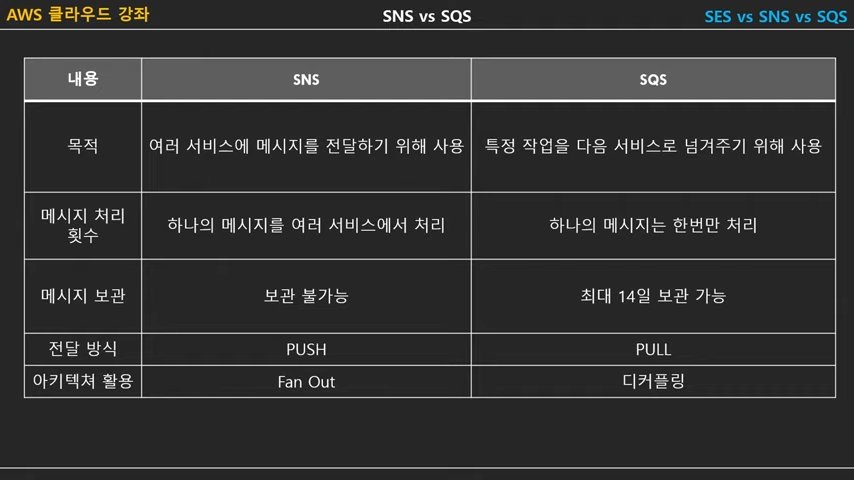 AWS 클라우드 강좌
SNS vs SQS
SES vs SNS vs SQS
내용
SNS
SQS
목적
여러 서비스에 메시지를 전달하기 위해 사용
특정 작업을 다음 서비스로 넘겨주기 위해 사용
메시지 처리
횟수
하나의 메시지를 여러 서비스에서 처리
하나의 메시지는 한번만 처리
메시지 보관
보관 불가능
최대 14일 보관 가능
전달 방식
PUSH
PULL
아키텍쳐 활용
Fan Out
디커플링